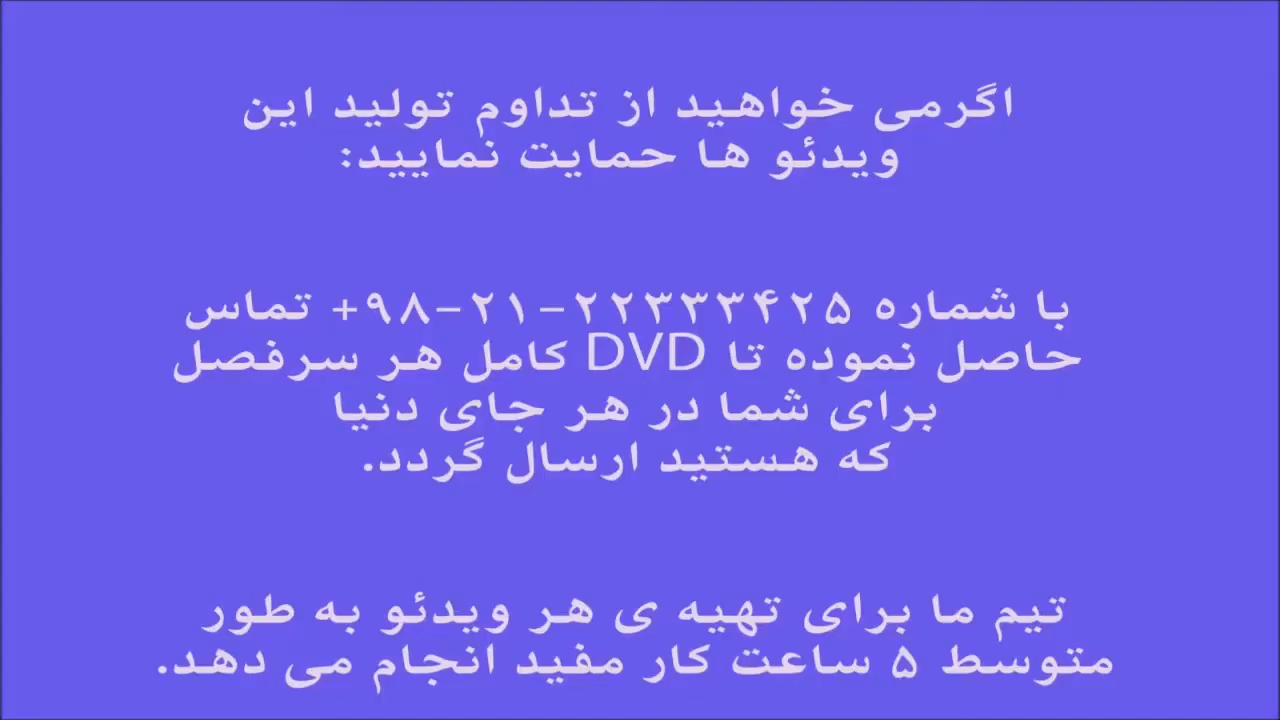 اگرمی خواهید از تداوم تولید این
ویدئو ها حمایت نمایید:
با شماره ۲۲۳۳۳۴۲۵-۲۱-۹۸+ تماس
حاصل نموده تا DVD کامل هر سرفصل
برای شما در هر جای دنیا
که هستید ارسال گردد.
تیم ما برای تهیه ی هر ویدئو به طور
متوسط ۵ ساعت کار مفید انجام می دهد.